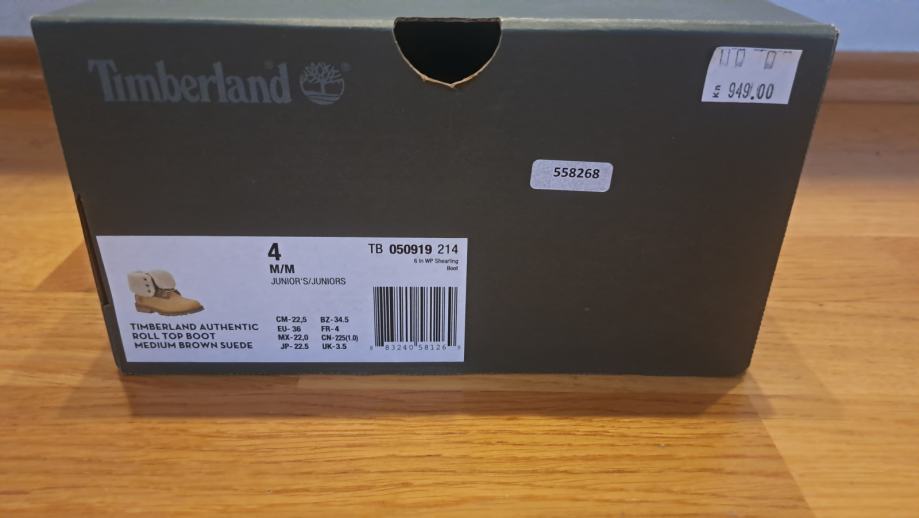 Timberland
Kn 949.00
558268
4
M/M
JUNIOR'S/JUNIORS
TB 050919 214
6 In WP Shearling
Boot
TIMBERLAND AUTHENTIC
ROLL TOP BOOT
MEDIUM BROWN SUEDE
CM-22,5 BZ-34.5
EU-36 FR-4
MX-22,0 CN-225(1.0)
JP-22.5 UK-3.5
83240 58126